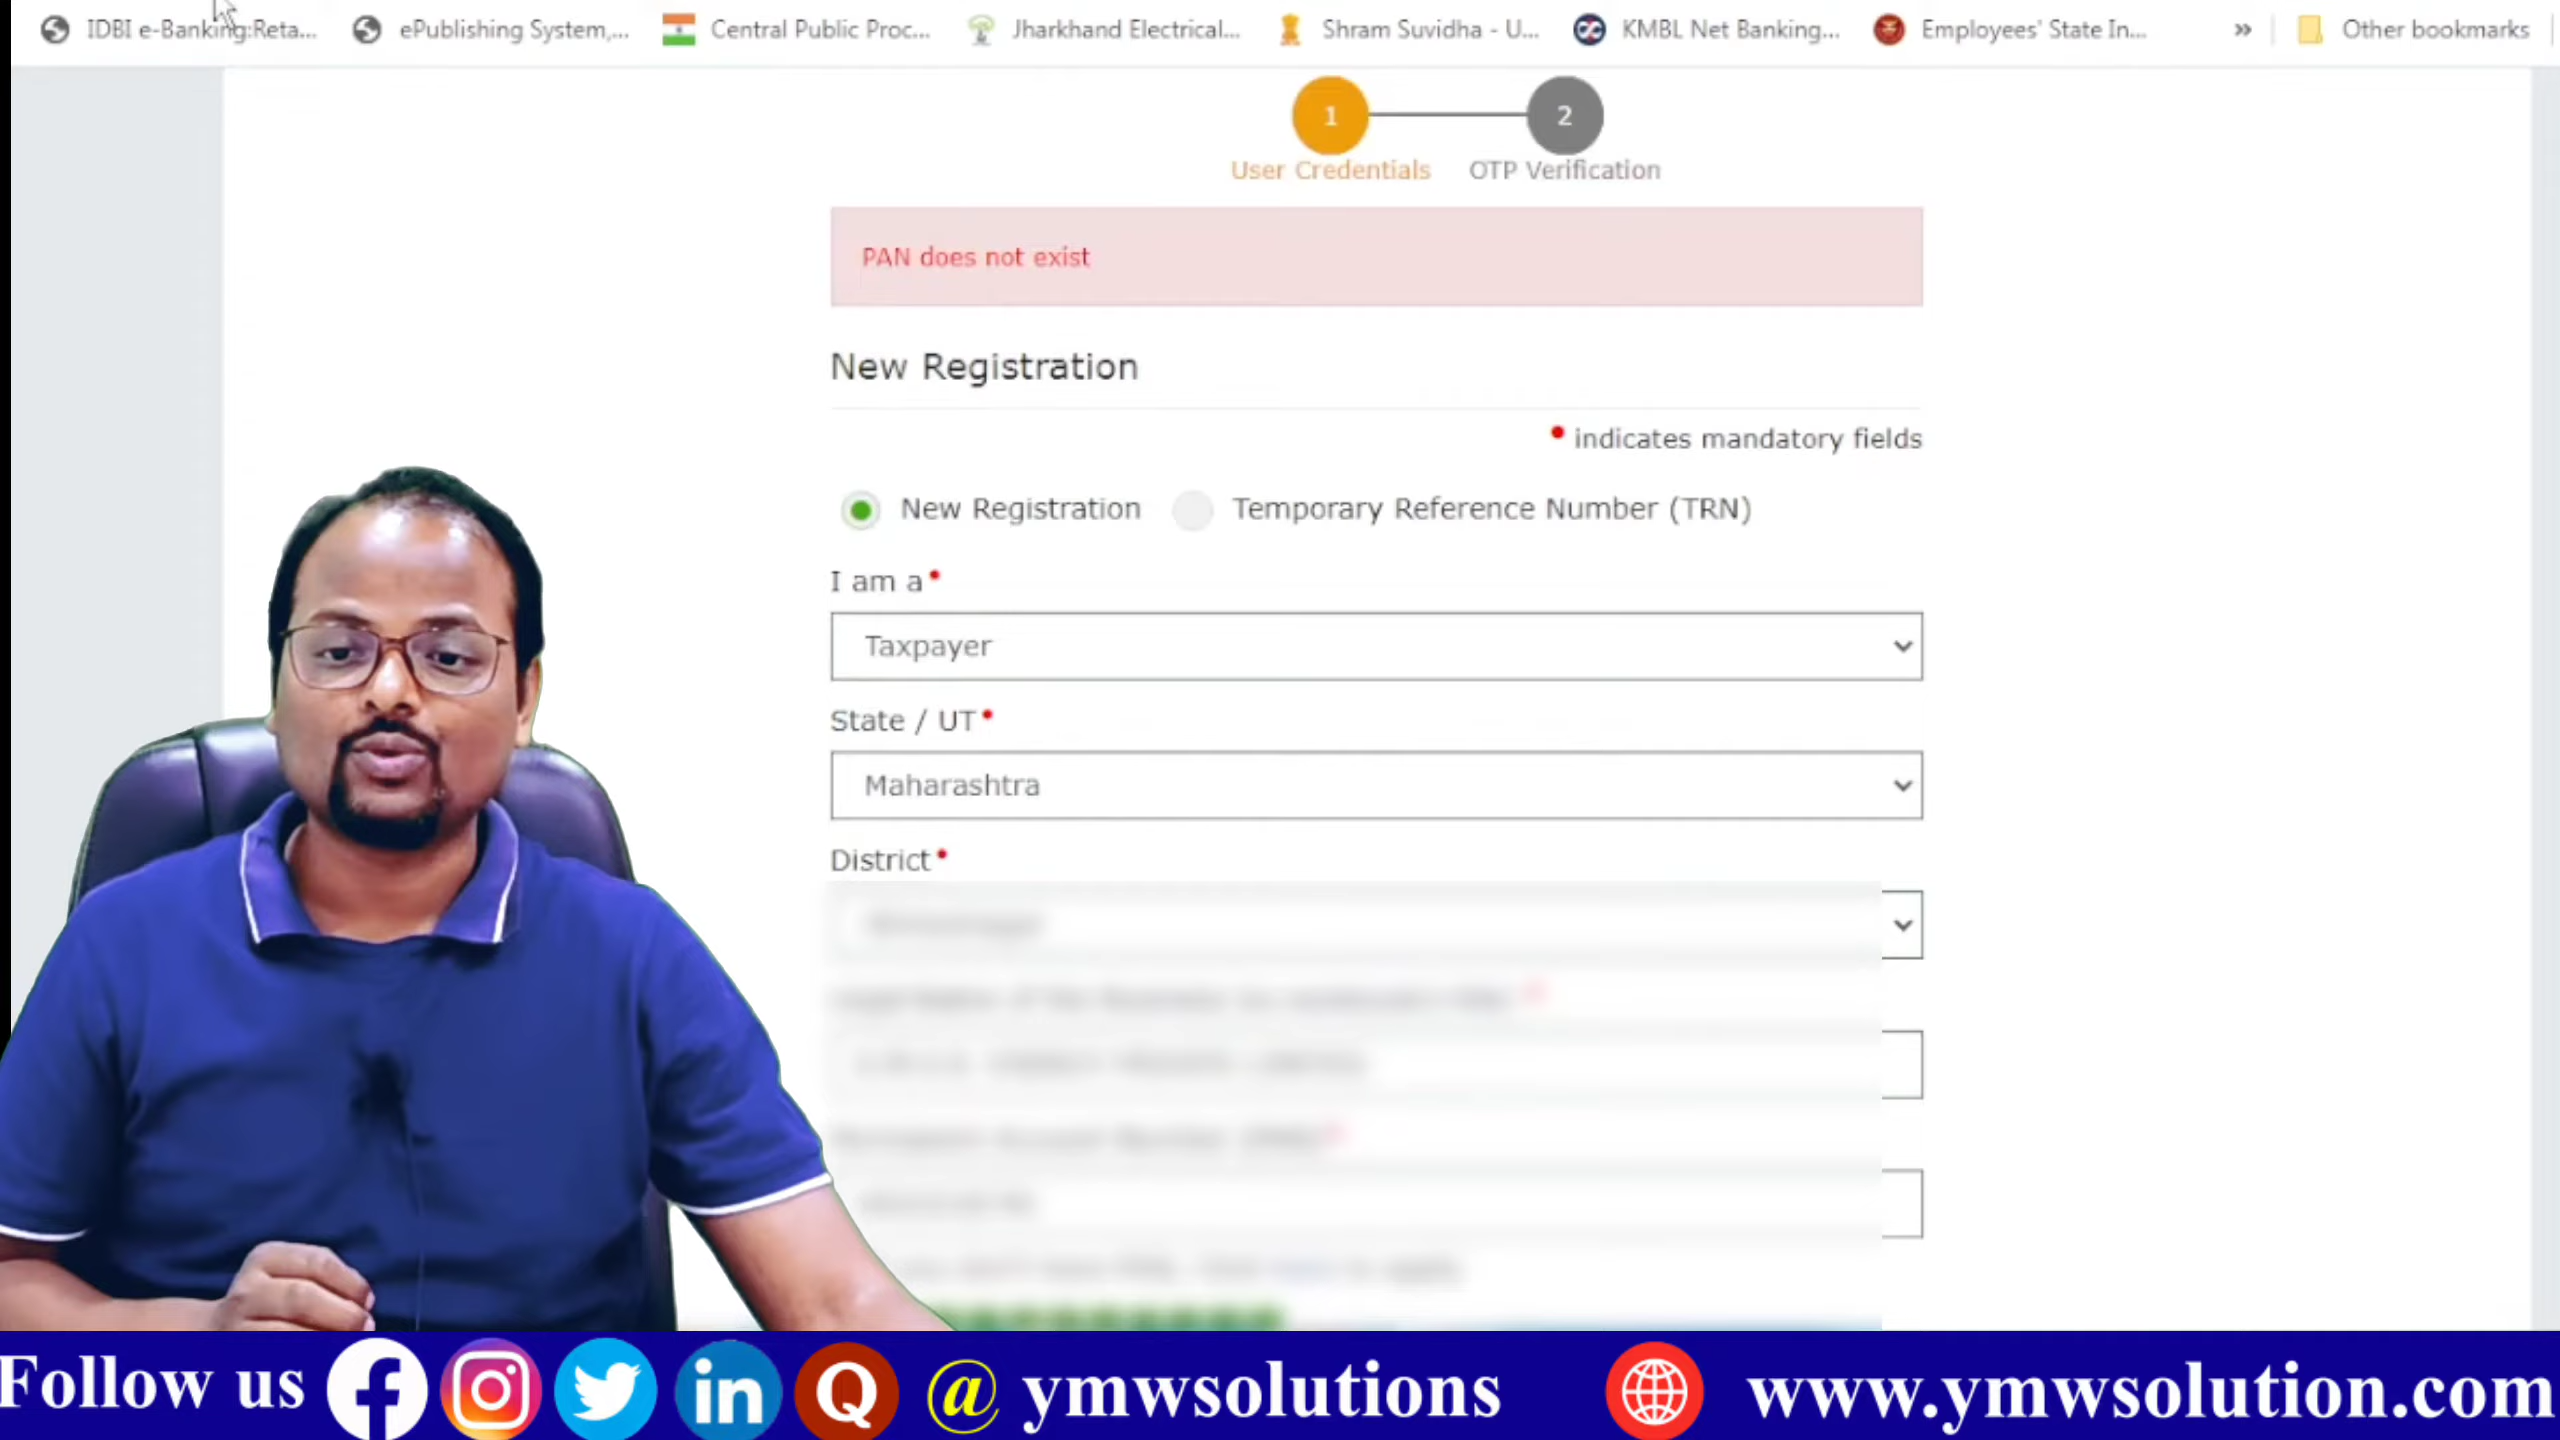 IDBI e-Banking:Reta... ePublishing System,... Central Public Proc... Jharkhand Electrical... Shram Suvidha - U... KMBL Net Banking... Employees' State In... » Other bookmarks
1 2
User Credentials OTP Verification
PAN does not exist
New Registration
• indicates mandatory fields
New Registration Temporary Reference Number (TRN)
I am a•
Taxpayer
State / UT•
Maharashtra
District•
Follow us f in Q @ ymwsolutions www.ymwsolution.com